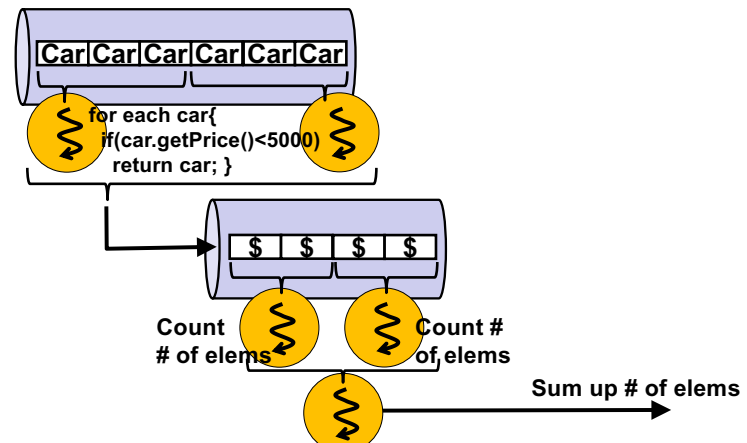 Car Car Car Car Car Car
for each car{
if(car.getPrice()<5000)
return car; }
$ $ $ $
Count
# of elems
Count #
of elems
Sum up # of elems